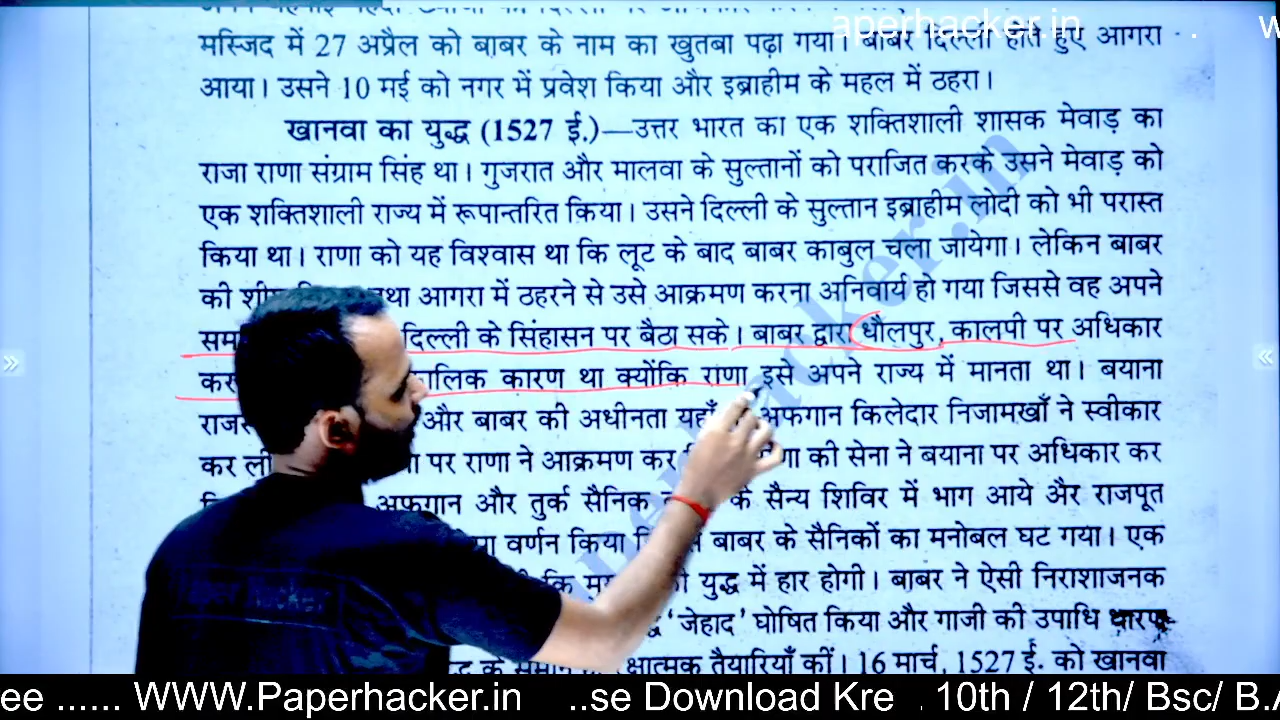 aperhacker.in
मस्जिद में 27 अप्रैल को बाबर के नाम का खुतबा पढ़ा गया। बाबर दिल्ली होते हुए आगरा
आया। उसने 10 मई को नगर में प्रवेश किया और इब्राहीम के महल में ठहरा।
खानवा का युद्ध (1527 ई.)—उत्तर भारत का एक शक्तिशाली शासक मेवाड़ का
राजा राणा संग्राम सिंह था। गुजरात और मालवा के सुल्तानों को पराजित करके उसने मेवाड़ को
एक शक्तिशाली राज्य में रूपान्तरित किया। उसने दिल्ली के सुल्तान इब्राहीम लोदी को भी परास्त
किया था। राणा को यह विश्वास था कि लूट के बाद बाबर काबुल चला जायेगा। लेकिन बाबर
की आगरा में ठहरने से उसे आक्रमण करना अनिवार्य हो गया जिससे वह अपने
दिल्ली के सिंहासन पर बैठा सके। बाबर द्वारा धौलपुर, कालपी पर अधिकार
कारण था क्योंकि राणा इसे अपने राज्य में मानता था। बयाना
और बाबर की अधीनता यहाँ अफगान किलेदार निजामखाँ ने स्वीकार
कर पर राणा ने आक्रमण कर की सेना ने बयाना पर अधिकार कर
अफगान और तुर्क सैनिक के सैन्य शिविर में भाग आये अैर राजपूत
वर्णन किया बाबर के सैनिकों का मनोबल घट गया। एक
कि युद्ध में हार होगी। बाबर ने ऐसी निराशाजनक
'जेहाद' घोषित किया और गाजी की उपाधि
के तैयारियाँ कीं। 16 मार्च, 1527 ई. को खानवा
ee ...... WWW.Paperhacker.in ..se Download Kre . 10th / 12th/ Bsc/ B.A